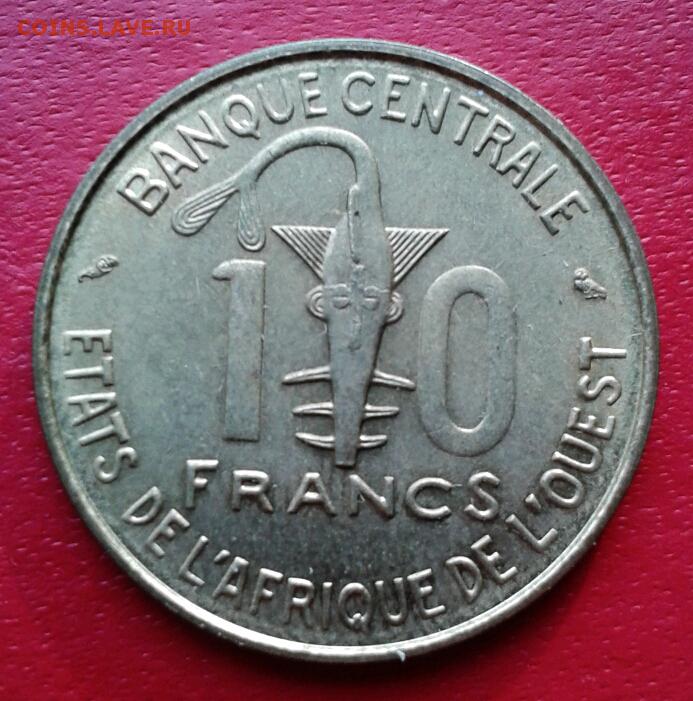 COINS.LAVE.RU
BANQUE CENTRALE
10
FRANCS
ETATS DE L'AFRIQUE DE L'OUEST